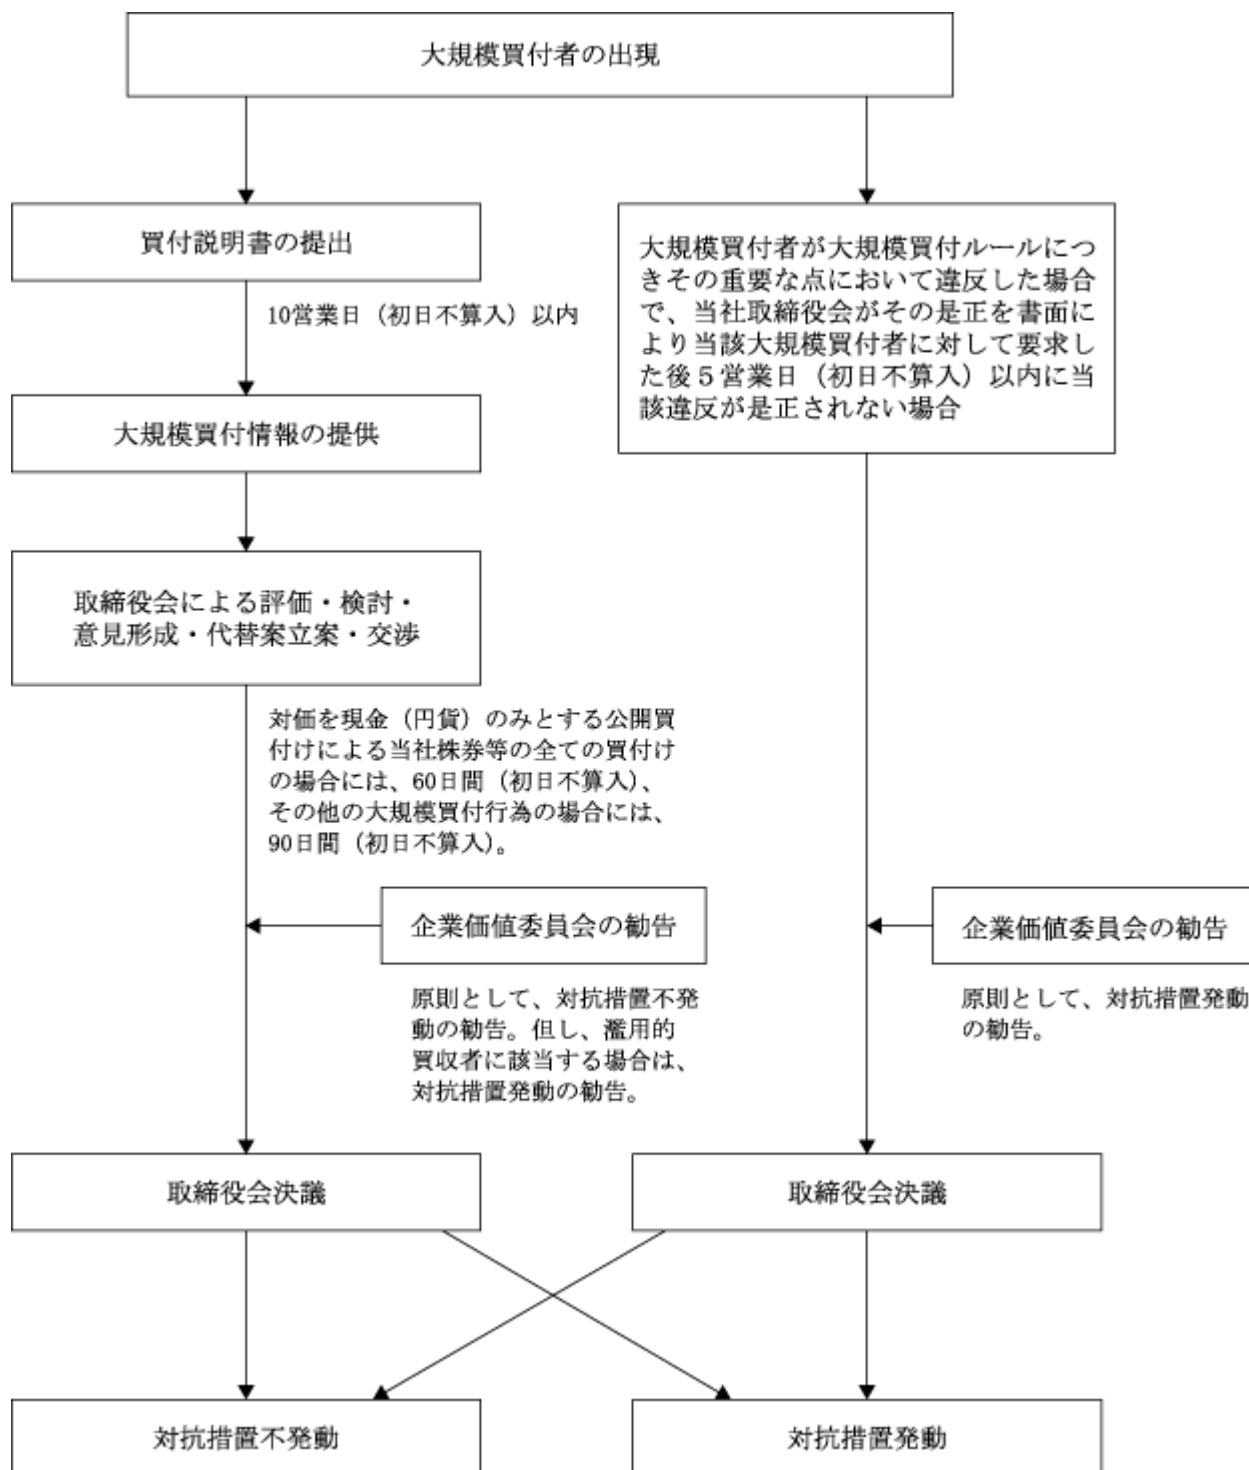 大規模買付者の出現
買付説明書の提出
10営業日（初日不算入）以内
大規模買付情報の提供
取締役会による評価・検討・
意見形成・代替案立案・交渉
対価を現金（円貨）のみとする公開買
付けによる当社株券等の全ての買付け
の場合には、60日間（初日不算入）、
その他の大規模買付行為の場合には、
90日間（初日不算入）。
企業価値委員会の勧告
原則として、対抗措置不発
動の勧告。但し、濫用的
買収者に該当する場合は、
対抗措置発動の勧告。
取締役会決議
対抗措置不発動
大規模買付者が大規模買付ルールにつ
きその重要な点において違反した場合
で、当社取締役会がその是正を書面に
より当該大規模買付者に対して要求し
た後５営業日（初日不算入）以内に当
該違反が是正されない場合
企業価値委員会の勧告
原則として、対抗措置発動
の勧告。
取締役会決議
対抗措置発動